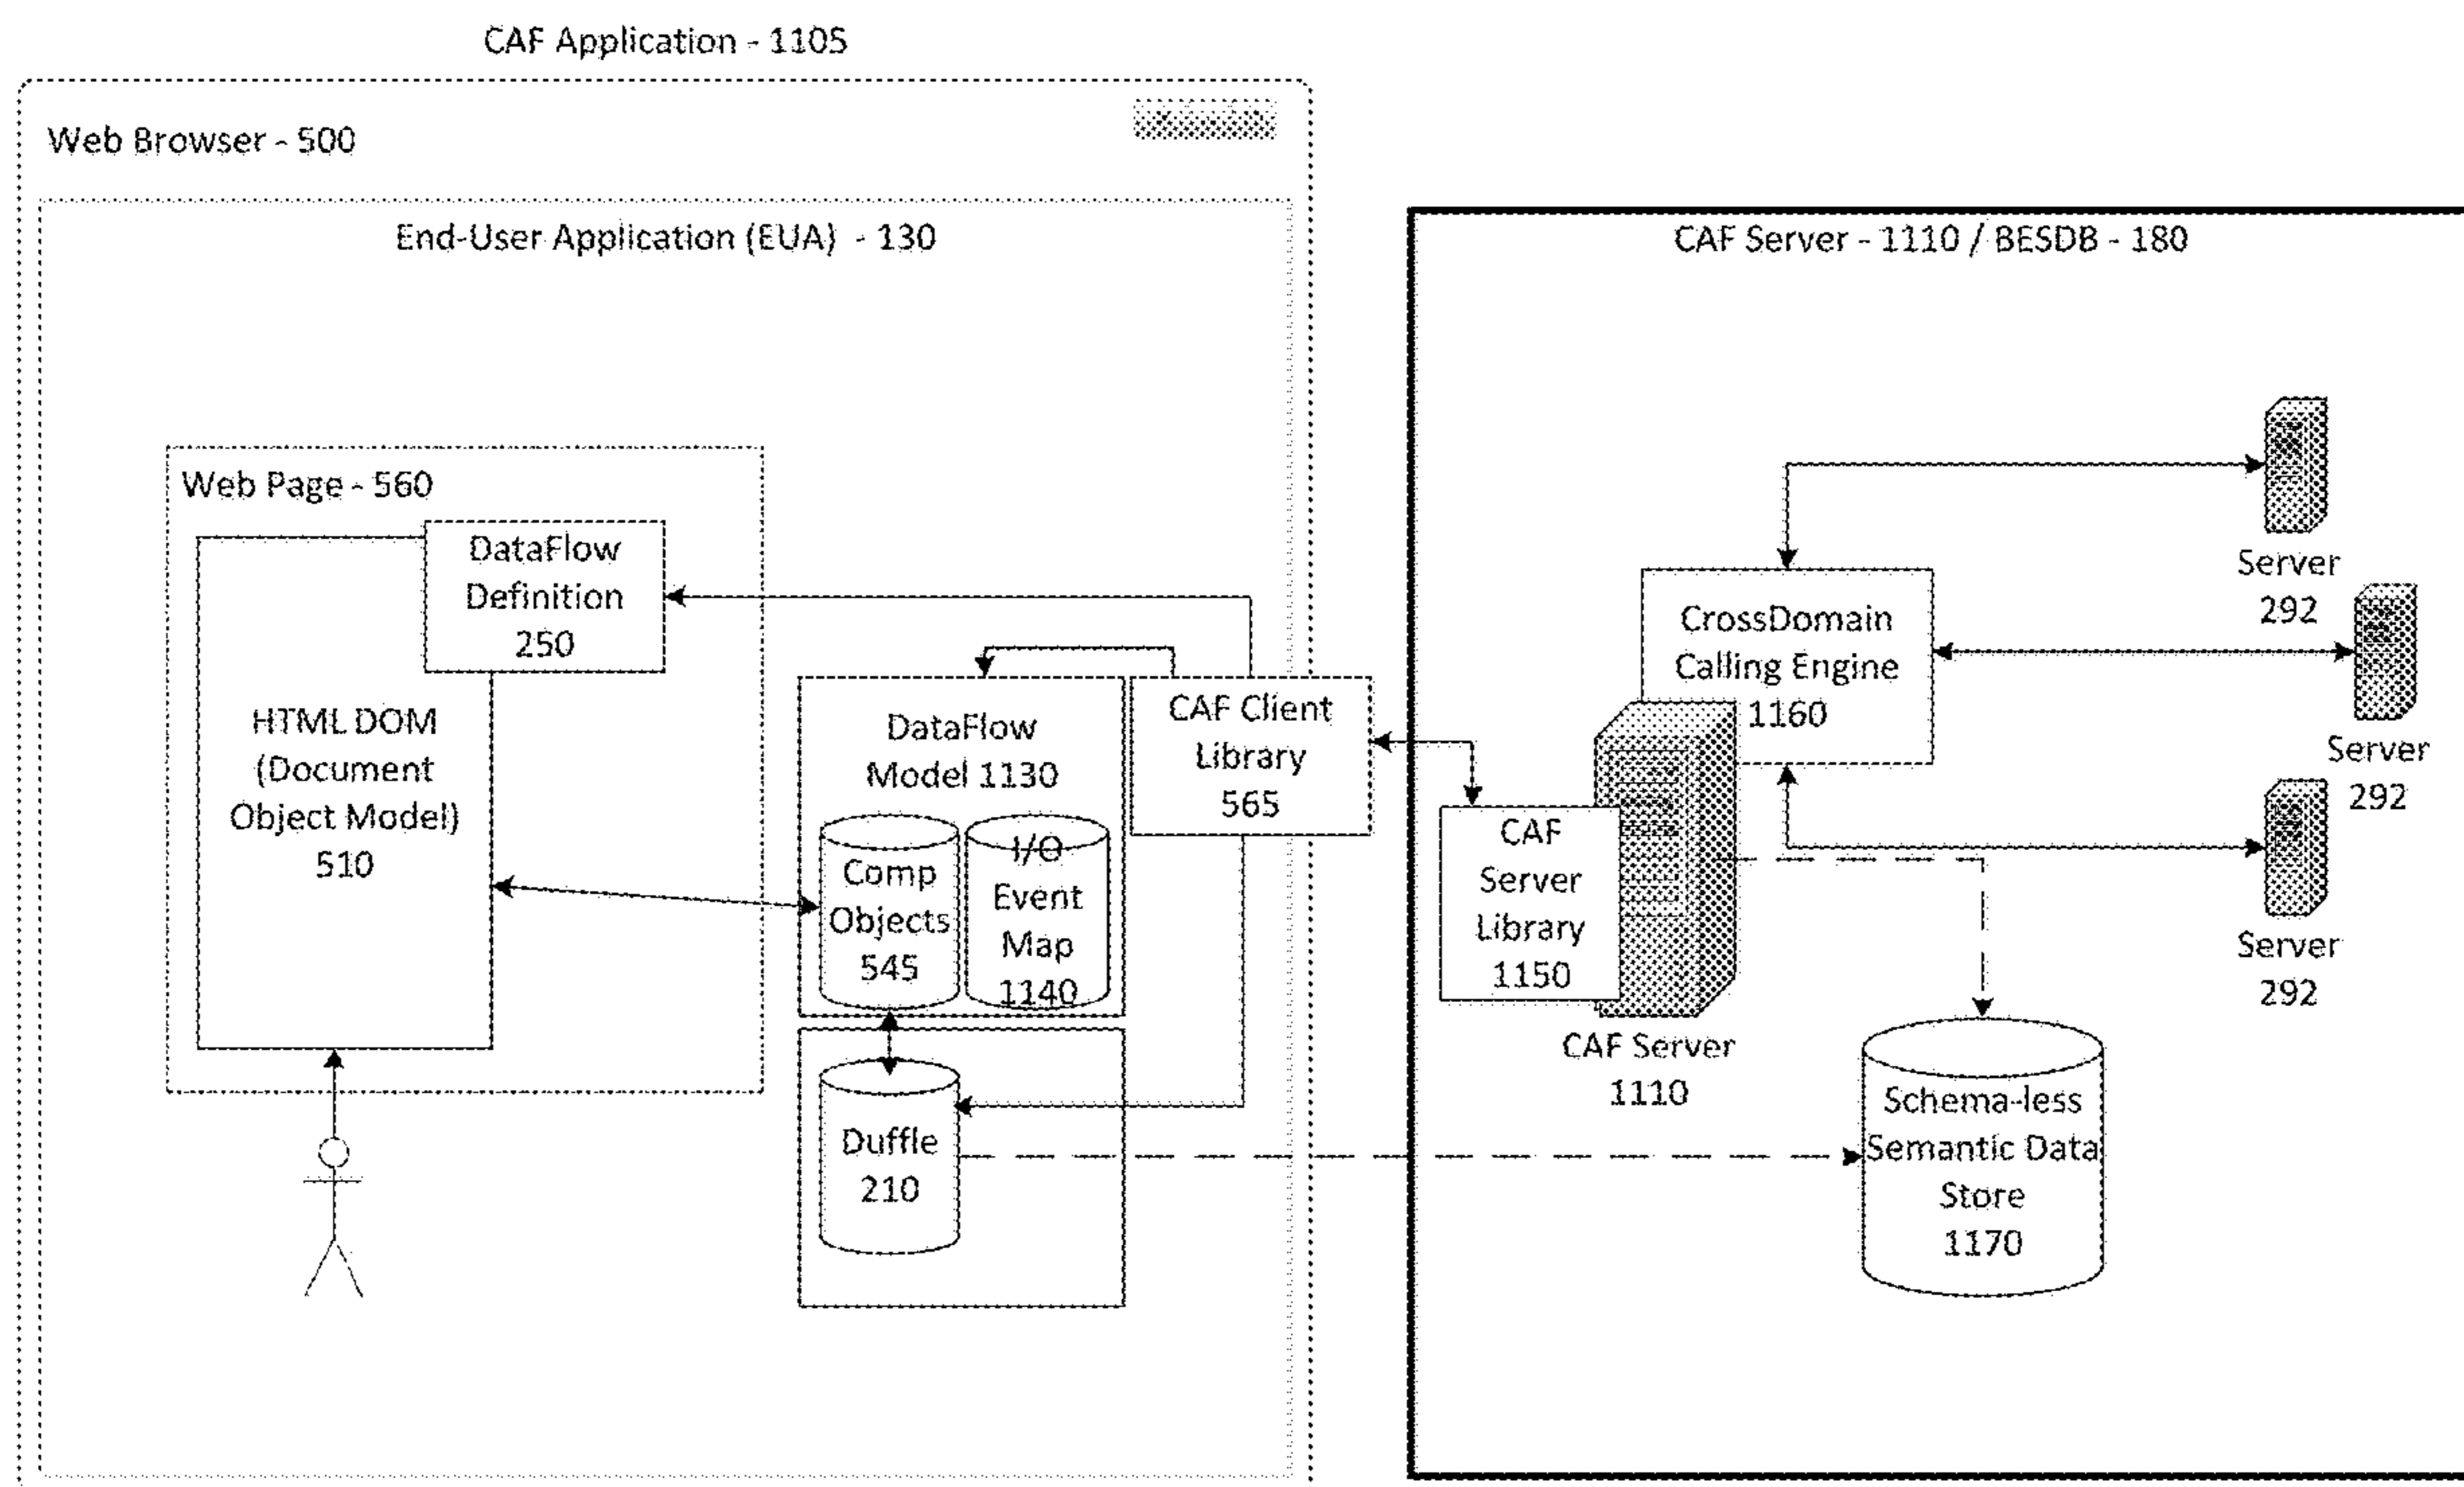 CAF Application - 1105
Web Browser - 500
End-User Application (EUA) - 130
CAF Server - 1110 / BESDB - 180
Web Page - 560
DataFlow
Definition
250
HTML DOM
(Document
Object Model)
510
DataFlow
Model 1130
Comp
Objects
545
I/O
Event
Map
1140
CAF Client
Library
565
Duffle
210
CAF
Server
Library
1150
CAF Server
1110
CrossDomain
Calling Engine
1160
Server
292
Server
292
Server
292
Schema-less
Semantic Data
Store
1170